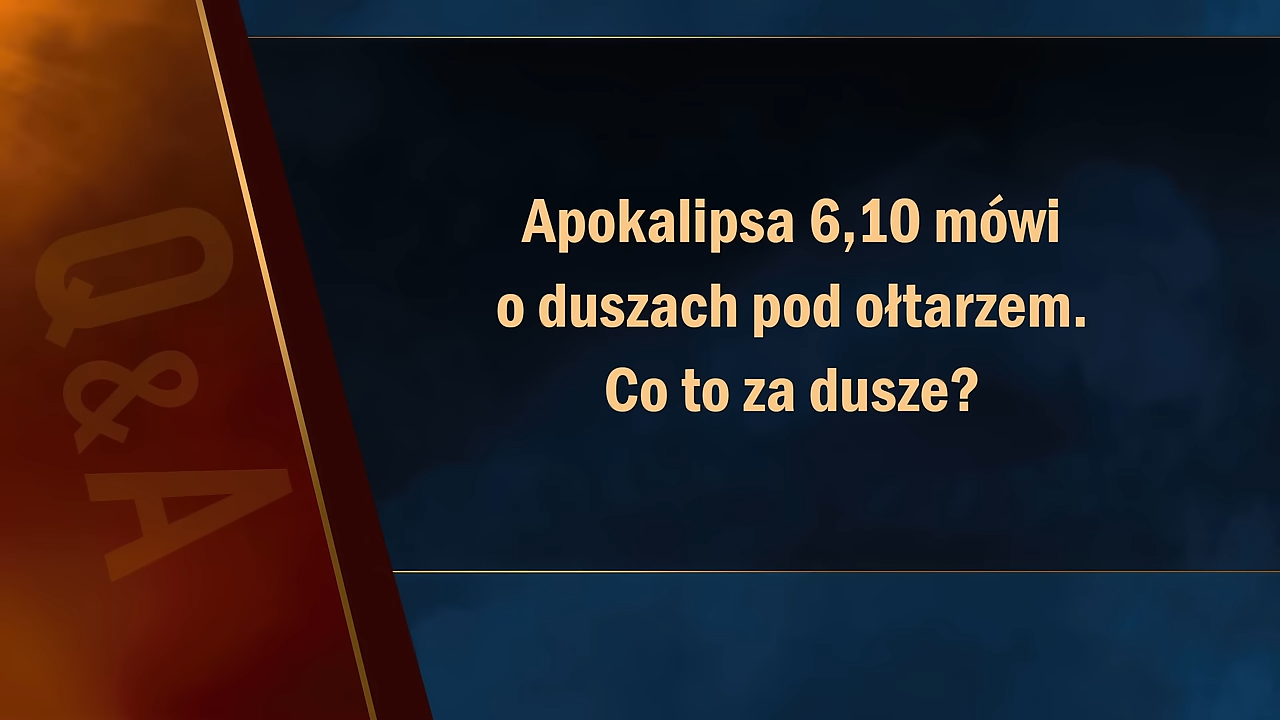 Apokalipsa 6,10 mówi
o duszach pod ołtarzem.
Co to za dusze?
Q & A